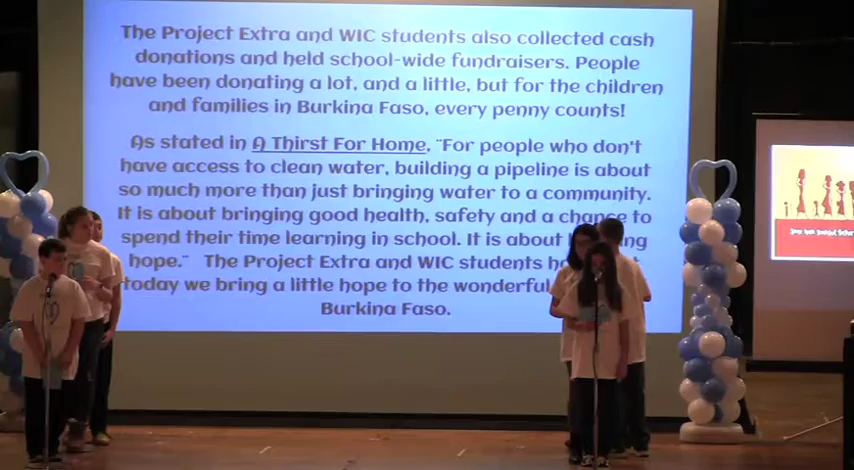 The Project Extra and WIC students also collected cash
donations and held school-wide fundraisers. People
have been donating a lot, and a little, but for the children
and families in Burkina Faso, every penny counts!
As stated in A Thirst For Home, "For people who don't
have access to clean water, building a pipeline is about
so much more than just bringing water to a community.
It is about bringing good health, safety and a chance to
spend their time learning in school. It is about
hope." The Project Extra and WIC students
today we bring a little hope to the wonderful
Burkina Faso.